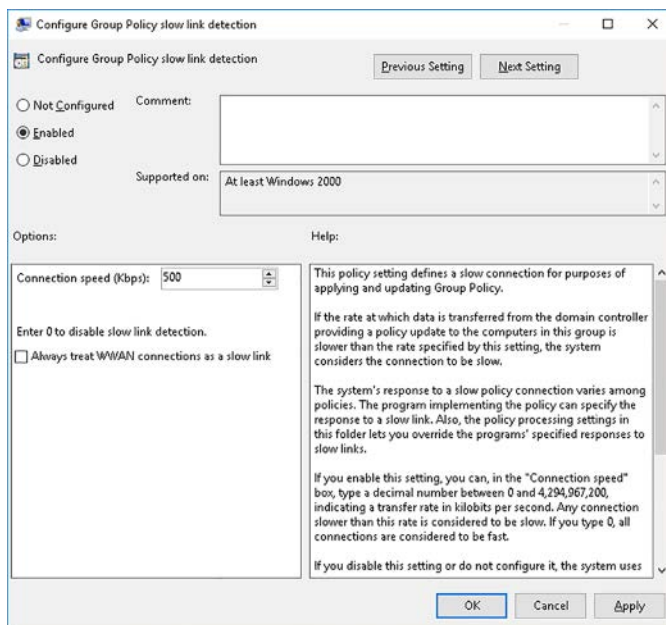 Configure Group Policy slow link detection
Configure Group Policy slow link detection
Previous Setting
Next Setting
Not Configured
Comment:
Enabled
Disabled
Supported on:
At least Windows 2000
Options:
Help:
Connection speed (Kbps):
500
Enter 0 to disable slow link detection.
Always treat WWAN connections as a slow link
This policy setting defines a slow connection for purposes of
applying and updating Group Policy.
If the rate at which data is transferred from the domain controller
providing a policy update to the computers in this group is
slower than the rate specified by this setting, the system
considers the connection to be slow.
The system's response to a slow policy connection varies among
policies. The program implementing the policy can specify the
response to a slow link. Also, the policy processing settings in
this folder lets you override the programs' specified responses to
slow links.
If you enable this setting, you can, in the "Connection speed"
box, type a decimal number between 0 and 4,294,967,200,
indicating a transfer rate in kilobits per second. Any connection
slower than this rate is considered to be slow. If you type 0, all
connections are considered to be fast.
If you disable this setting or do not configure it, the system uses
OK
Cancel
Apply